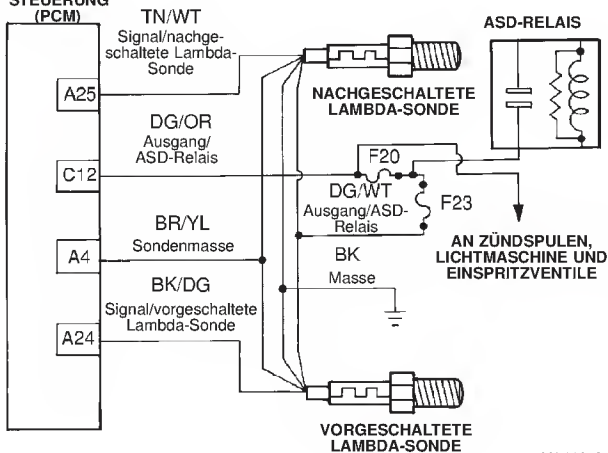 STEUERUNG
(PCM)
TN/WT
Signal/nachge-
schaltete Lambda-
Sonde
A25
NACHGESCHALTETE
LAMBDA-SONDE
ASD-RELAIS
DG/OR
Ausgang/
ASD-Relais
C12
F20
DG/WT
Ausgang/ASD-
Relais
F23
AN ZÜNDSPULEN,
LICHTMASCHINE UND
EINSPRITZVENTILE
BR/YL
Sondenmasse
A4
BK
Masse
BK/DG
Signal/vorgeschaltete
Lambda-Sonde
A24
VORGESCHALTETE
LAMBDA-SONDE